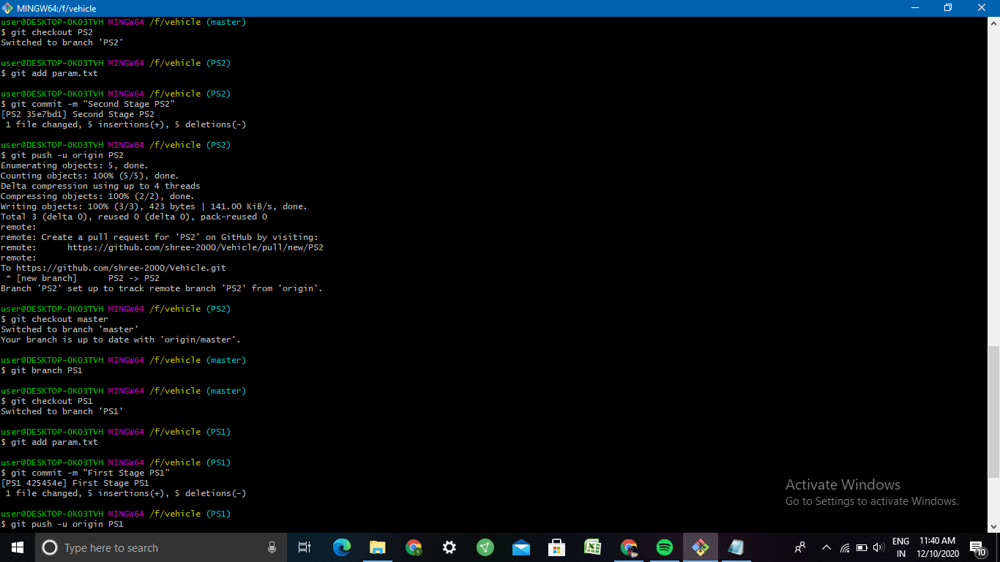 MINGW64:/f/vehicle
user@DESKTOP-OKO3TVH MINGW64 /f/vehicle (master)
$ git checkout PS2
Switched to branch 'PS2'
user@DESKTOP-OKO3TVH MINGW64 /f/vehicle (PS2)
$ git add param.txt
user@DESKTOP-OKO3TVH MINGW64 /f/vehicle (PS2)
$ git commit -m "Second Stage PS2"
[PS2 35e7bd1] Second Stage PS2
 1 file changed, 5 insertions(+), 5 deletions(-)
user@DESKTOP-OKO3TVH MINGW64 /f/vehicle (PS2)
$ git push -u origin PS2
Enumerating objects: 5, done.
Counting objects: 100% (5/5), done.
Delta compression using up to 4 threads
Compressing objects: 100% (2/2), done.
Writing objects: 100% (3/3), 423 bytes | 141.00 KiB/s, done.
Total 3 (delta 0), reused 0 (delta 0), pack-reused 0
remote:
remote: Create a pull request for 'PS2' on GitHub by visiting:
remote:      https://github.com/shree-2000/Vehicle/pull/new/PS2
remote:
To https://github.com/shree-2000/Vehicle.git
 * [new branch]      PS2 -> PS2
Branch 'PS2' set up to track remote branch 'PS2' from 'origin'.
user@DESKTOP-OKO3TVH MINGW64 /f/vehicle (PS2)
$ git checkout master
Switched to branch 'master'
Your branch is up to date with 'origin/master'.
user@DESKTOP-OKO3TVH MINGW64 /f/vehicle (master)
$ git branch PS1
user@DESKTOP-OKO3TVH MINGW64 /f/vehicle (master)
$ git checkout PS1
Switched to branch 'PS1'
user@DESKTOP-OKO3TVH MINGW64 /f/vehicle (PS1)
$ git add param.txt
user@DESKTOP-OKO3TVH MINGW64 /f/vehicle (PS1)
$ git commit -m "First Stage PS1"
[PS1 425454e] First Stage PS1
 1 file changed, 5 insertions(+), 5 deletions(-)
user@DESKTOP-OKO3TVH MINGW64 /f/vehicle (PS1)
$ git push -u origin PS1
Activate Windows
Go to Settings to activate Windows.
Type here to search
ENG
IN
11:40 AM
12/10/2020
10